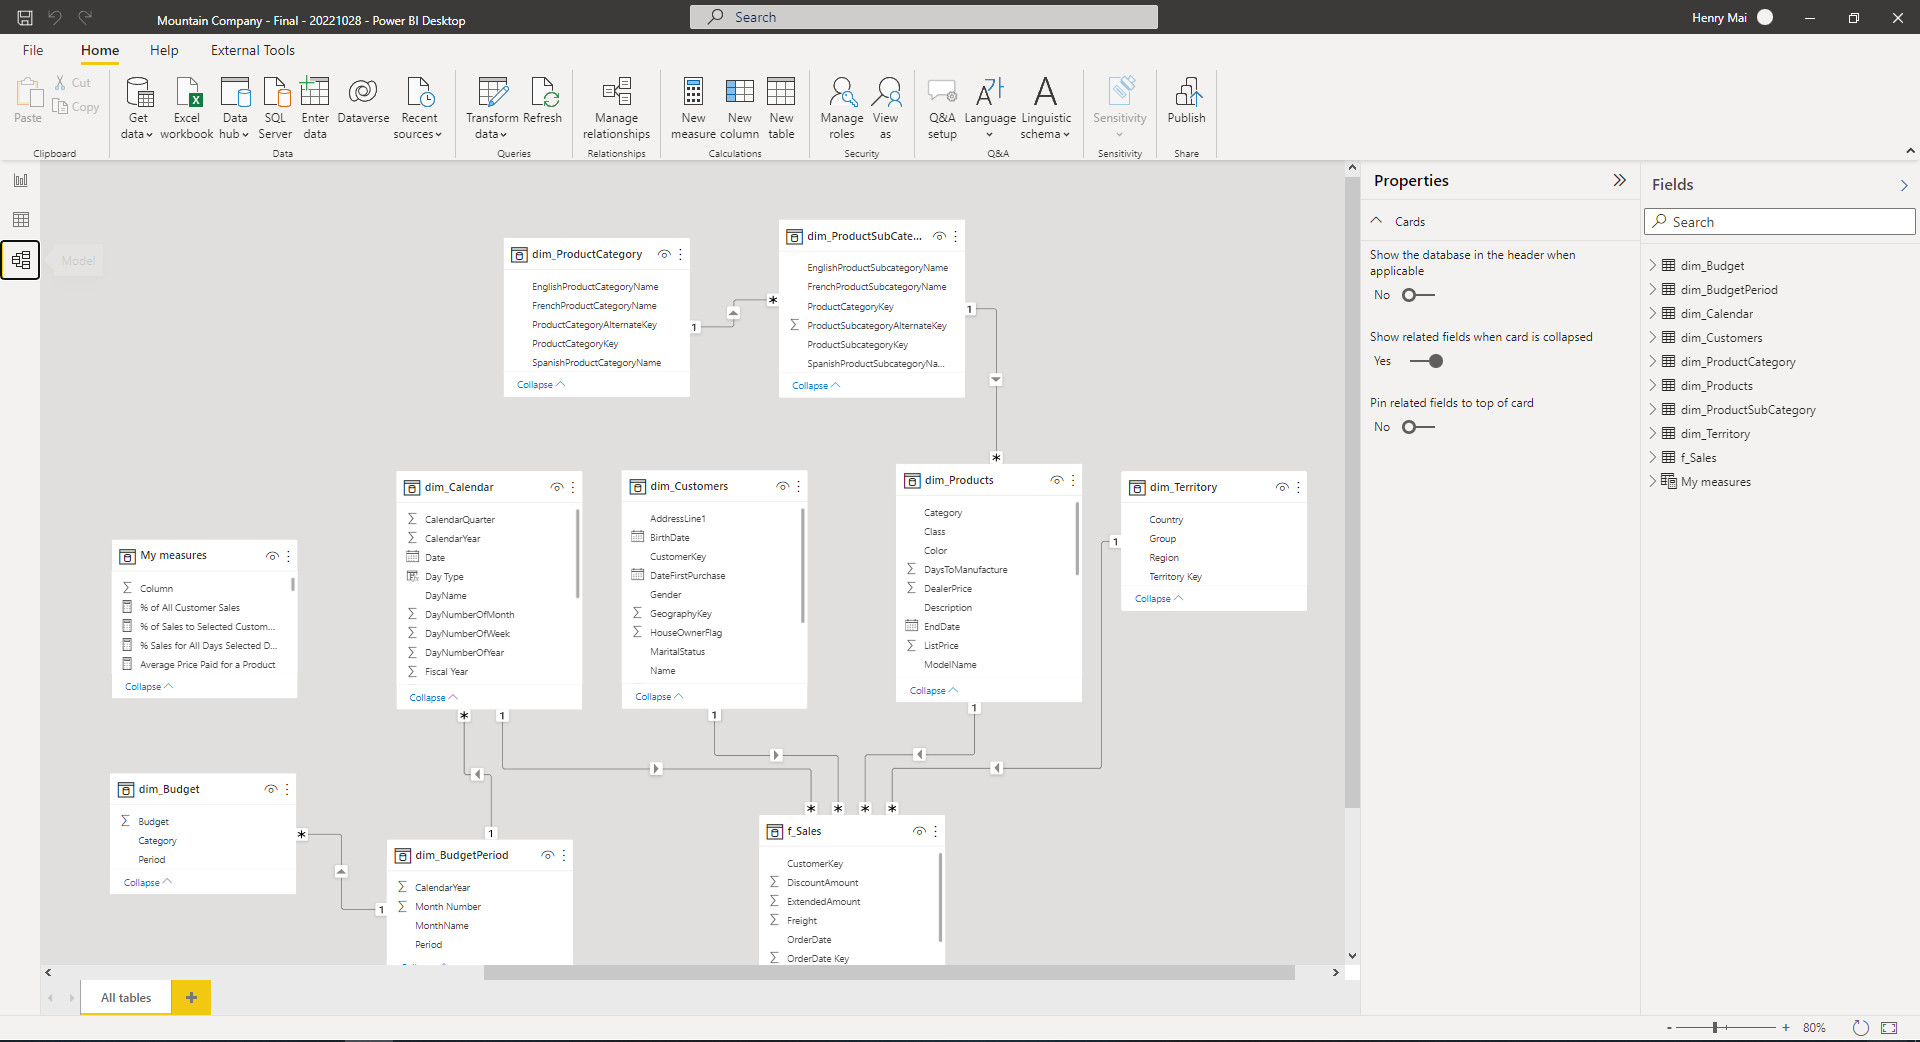 Mountain Company - Final - 20221028 - Power BI Desktop
Search
Henry Mai
File
Home
Help
External Tools
Paste
Cut
Copy
Clipboard
Get data
Excel workbook
Data hub
SQL Server
Enter data
Dataverse
Recent sources
Data
Transform data
Refresh
Queries
Manage relationships
Relationships
New measure
New column
New table
Calculations
Manage roles
View as
Security
Q&A setup
Language
Linguistic schema
Q&A
Sensitivity
Sensitivity
Publish
Share
Model
dim_ProductCategory
EnglishProductCategoryName
FrenchProductCategoryName
ProductCategoryAlternateKey
ProductCategoryKey
SpanishProductCategoryName
Collapse
1
*
dim_ProductSubCate...
EnglishProductSubcategoryName
FrenchProductSubcategoryName
ProductCategoryKey
ProductSubcategoryAlternateKey
ProductSubcategoryKey
SpanishProductSubcategoryNa...
Collapse
1
*
My measures
Column
% of All Customer Sales
% of Sales to Selected Custom...
% Sales for All Days Selected D...
Average Price Paid for a Product
Collapse
dim_Calendar
CalendarQuarter
CalendarYear
Date
Day Type
DayName
DayNumberOfMonth
DayNumberOfWeek
DayNumberOfYear
Fiscal Year
Collapse
* 1
dim_Customers
AddressLine1
BirthDate
CustomerKey
DateFirstPurchase
Gender
GeographyKey
HouseOwnerFlag
MaritalStatus
Name
Collapse
1
dim_Products
Category
Class
Color
DaysToManufacture
DealerPrice
Description
EndDate
ListPrice
ModelName
Collapse
1
dim_Territory
Country
Group
Region
Territory Key
Collapse
1
dim_Budget
Budget
Category
Period
Collapse
*
1
1
dim_BudgetPeriod
CalendarYear
Month Number
MonthName
Period
* * * *
f_Sales
CustomerKey
DiscountAmount
ExtendedAmount
Freight
OrderDate
OrderDate Key
Properties
Cards
Show the database in the header when
applicable
No
Show related fields when card is collapsed
Yes
Pin related fields to top of card
No
Fields
Search
dim_Budget
dim_BudgetPeriod
dim_Calendar
dim_Customers
dim_ProductCategory
dim_Products
dim_ProductSubCategory
dim_Territory
f_Sales
My measures
All tables
+
- + 80%